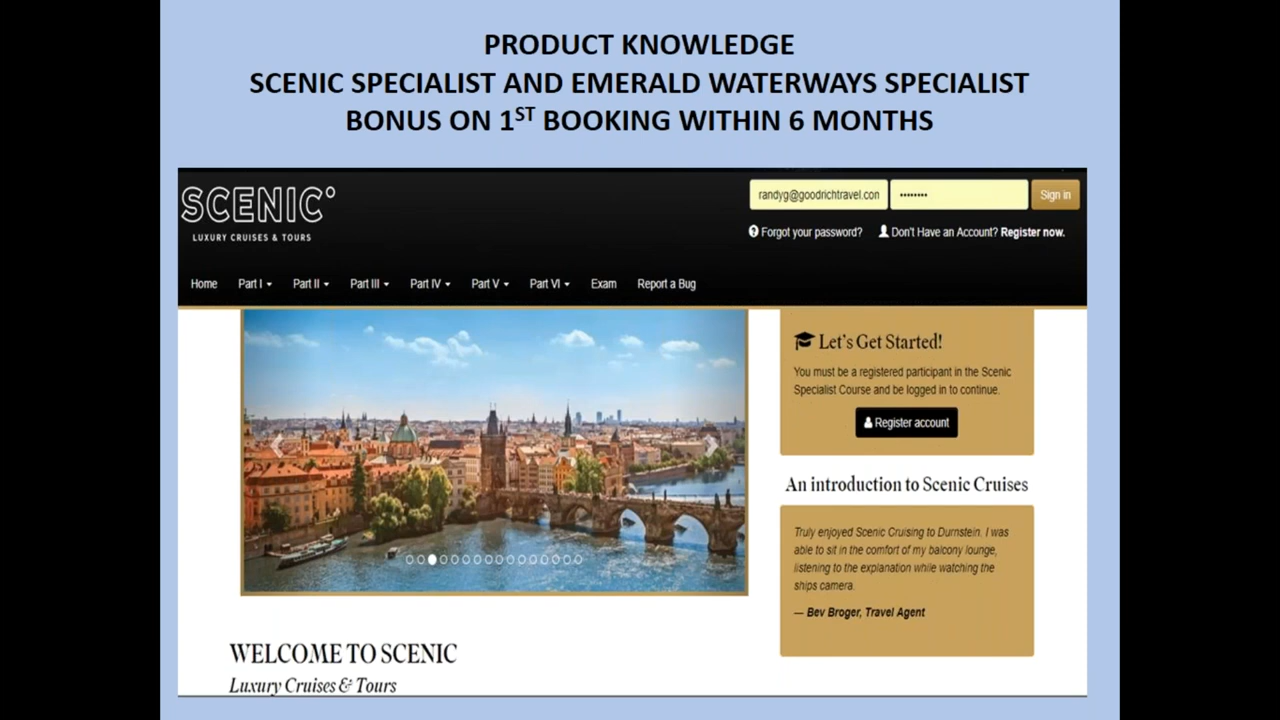 PRODUCT KNOWLEDGE
SCENIC SPECIALIST AND EMERALD WATERWAYS SPECIALIST
BONUS ON 1ST BOOKING WITHIN 6 MONTHS
SCENIC°
LUXURY CRUISES & TOURS
randyg@goodrichtravel.con
••••••••
Sign in
Forgot your password?
Don't Have an Account? Register now.
Home Part I Part II Part III Part IV Part V Part VI Exam Report a Bug
Let's Get Started!
You must be a registered participant in the Scenic
Specialist Course and be logged in to continue.
Register account
An introduction to Scenic Cruises
Truly enjoyed Scenic Cruising to Durnstein. I was
able to sit in the comfort of my balcony lounge,
listening to the explanation while watching the
ships camera.
— Bev Broger, Travel Agent
WELCOME TO SCENIC
Luxury Cruises & Tours